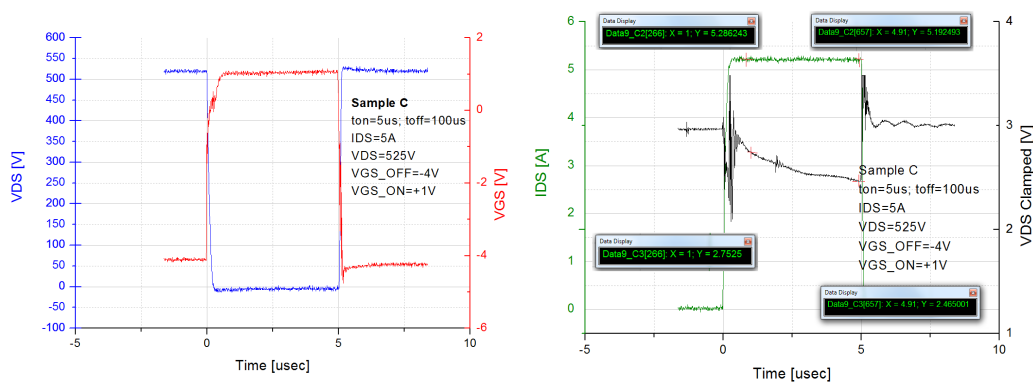 600
550
500
450
400
350
300
250
200
150
100
50
0
-50
-100
VDS [V]
2
0
-2
-4
-6
VGS [V]
-5
0
5
10
Time [usec]
Sample C
ton=5us; toff=100us
IDS=5A
VDS=525V
VGS_OFF=-4V
VGS_ON=+1V
6
5
4
3
2
1
0
IDS [A]
4
3
2
1
VDS Clamped [V]
-5
0
5
10
Time [usec]
Data Display
Data9_C2[266]: X = 1; Y = 5.286243
Data Display
Data9_C2[657]: X = 4.91; Y = 5.192493
Sample C
ton=5us; toff=100us
IDS=5A
VDS=525V
VGS_OFF=-4V
VGS_ON=+1V
Data Display
Data9_C3[266]: X = 1; Y = 2.7525
Data Display
Data9_C3[657]: X = 4.91; Y = 2.465001